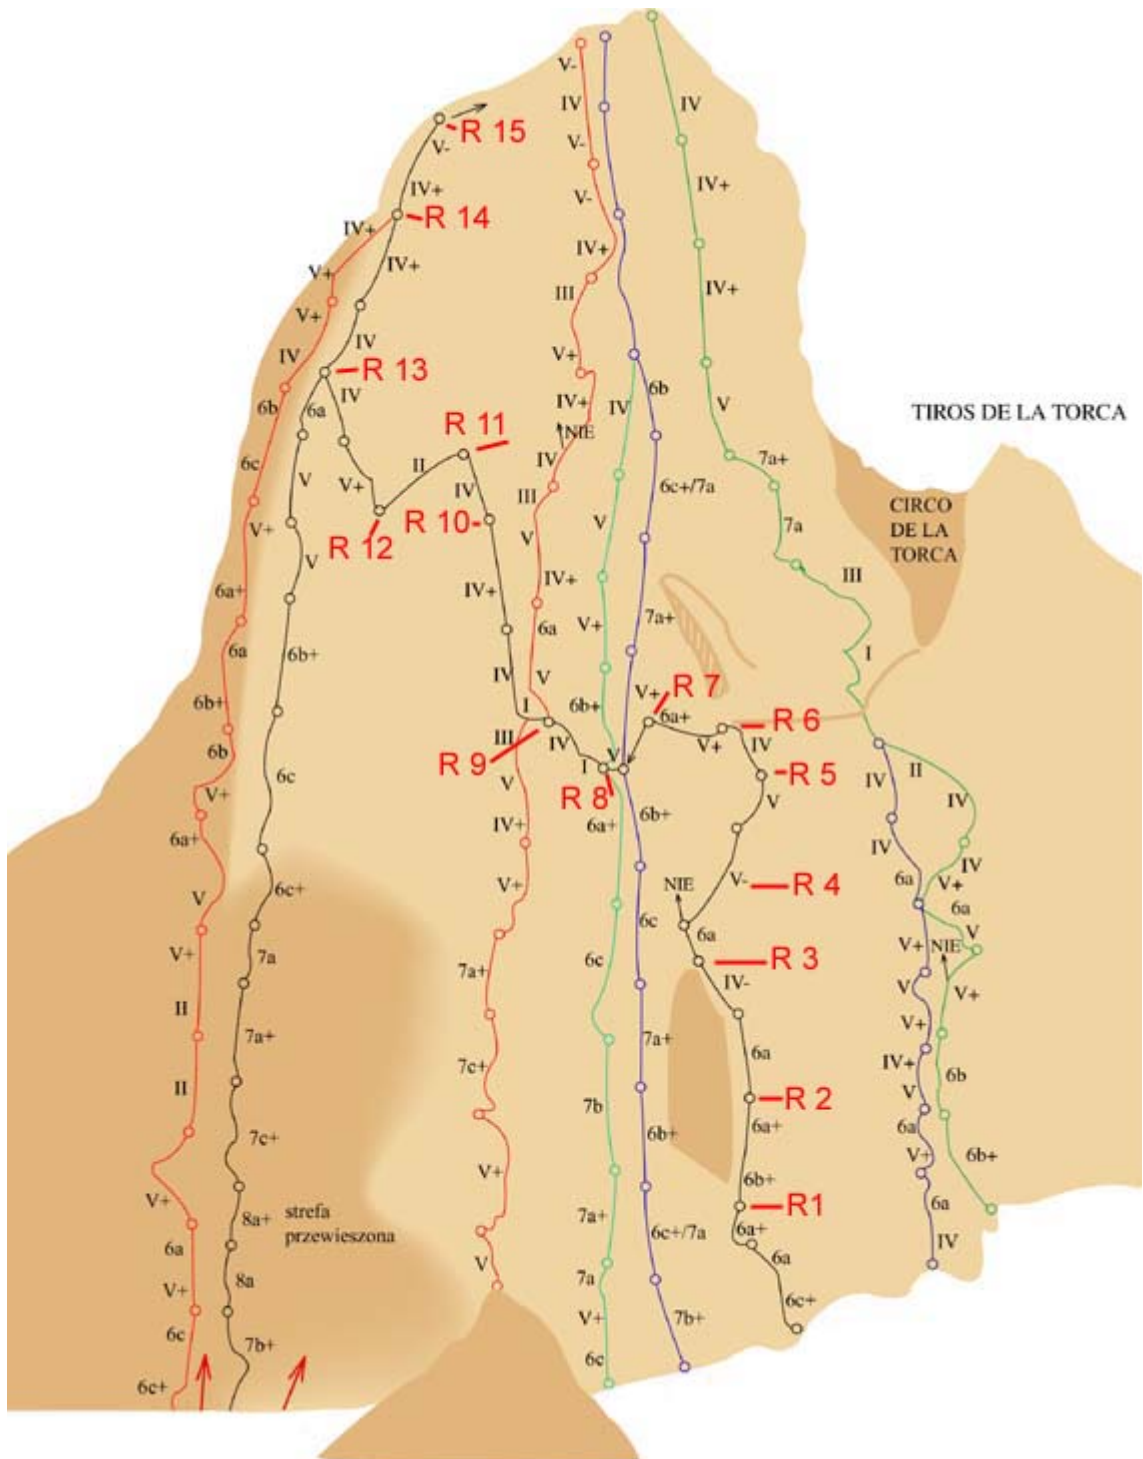 V-
IV
IV
R 15
V-
V-
IV+
IV+
V-
R 14
IV+
IV+
IV+
V+
III
IV+
V+
IV
V+
IV
R 13
6b
IV
IV+
IV
V
6b
6a
TIROS DE LA TORCA
R 11
NIE
II
IV
7a+
6c
V
V+
IV
III
6c+/7a
CIRCO
DE LA
TORCA
R 10
V+
R 12
V
V
7a
V
IV+
III
6a+
IV+
V+
7a+
6a
6a
6b+
I
IV
V
R 7
V+
6b+
I
6b+
6a+
R 6
III
IV
V+
IV
6b
R 9
V
I
R 5
II
6c
V
IV
V+
R 8
V
IV
IV+
6a+
6b+
6a+
IV
IV
6c+
V+
V-
R 4
NIE
6a
V+
V
6c
6a
6a
V
V+
V+
NIE
7a
7a+
6c
R 3
IV-
V
V+
II
7a+
7a+
V+
6a
IV+
7c+
6b
II
V
7b
R 2
7c+
6b+
6a+
6a
V+
V+
6b+
6b+
V+
R1
6a
8a+
strefa
przewieszona
7a+
6c+/7a
6a+
6a
6a
IV
V
8a
7a
V+
V+
6c+
7b+
6c
7b+
6c
6c+